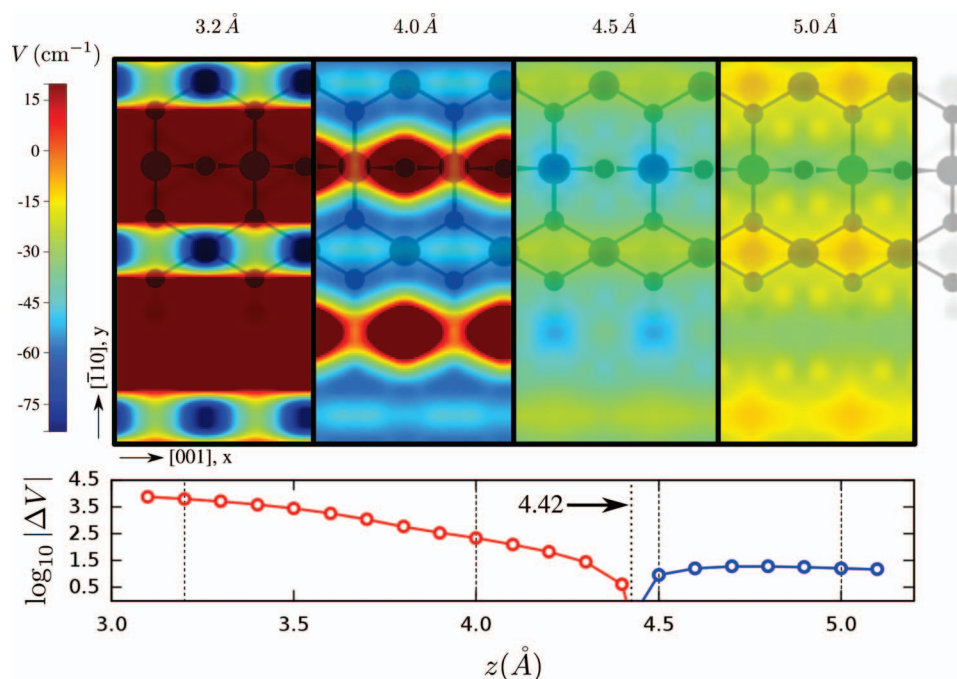 3.2 Å 4.0 Å 4.5 Å 5.0 Å
V (cm⁻¹)
15
0
-15
-30
-45
-60
-75
[1̄10], y
[001], x
4.5
3.5
2.5
1.5
0.5
log₁₀ |ΔV|
4.42
3.0 3.5 4.0 4.5 5.0
z(Å)